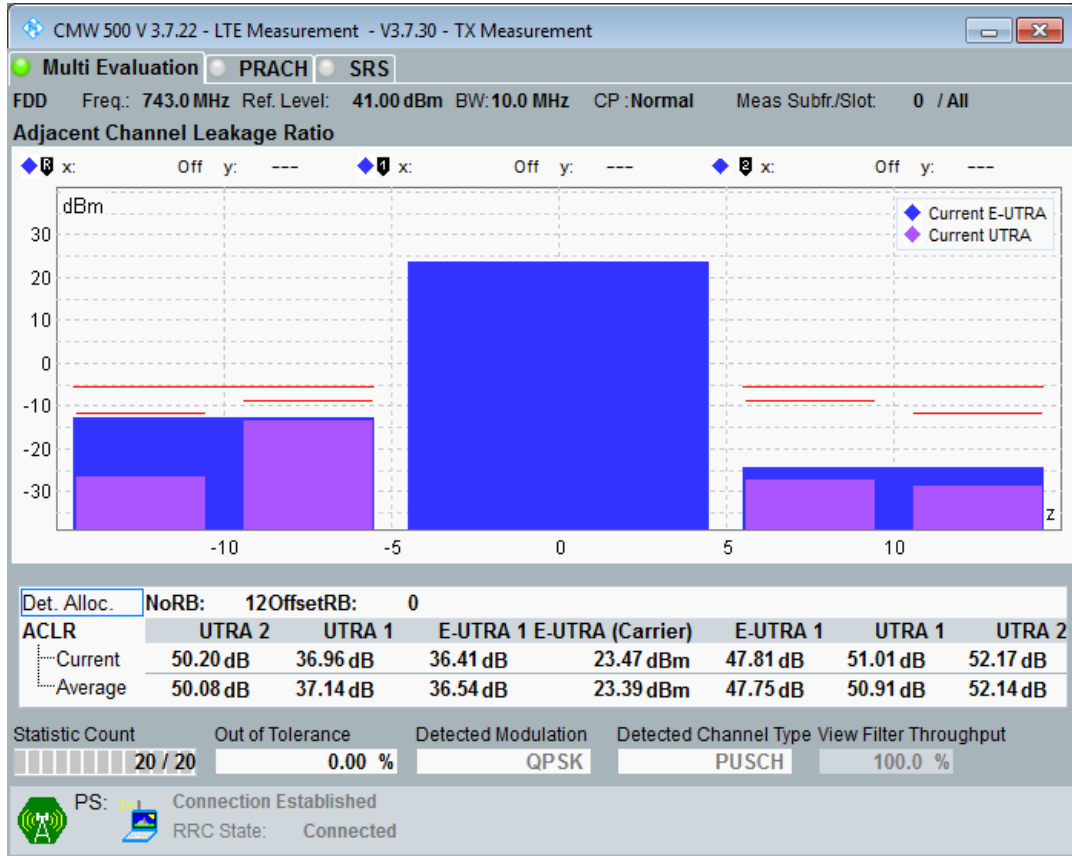 CMW 500 V 3.7.22 - LTE Measurement - V3.7.30 - TX Measurement
Multi Evaluation PRACH SRS
FDD Freq.: 743.0 MHz Ref. Level: 41.00 dBm BW: 10.0 MHz CP : Normal Meas Subfr./Slot: 0 / All
Adjacent Channel Leakage Ratio
R x: Off y: --- 1 x: Off y: --- 2 x: Off y: ---
dBm
Current E-UTRA
Current UTRA
30
20
10
0
-10
-20
-30
z
-10 -5 0 5 10
Det. Alloc. NoRB: 12 OffsetRB: 0
ACLR UTRA 2 UTRA 1 E-UTRA 1 E-UTRA (Carrier) E-UTRA 1 UTRA 1 UTRA 2
Current 50.20 dB 36.96 dB 36.41 dB 23.47 dBm 47.81 dB 51.01 dB 52.17 dB
Average 50.08 dB 37.14 dB 36.54 dB 23.39 dBm 47.75 dB 50.91 dB 52.14 dB
Statistic Count Out of Tolerance Detected Modulation Detected Channel Type View Filter Throughput
20 / 20 0.00 % QPSK PUSCH 100.0 %
PS: Connection Established
RRC State: Connected